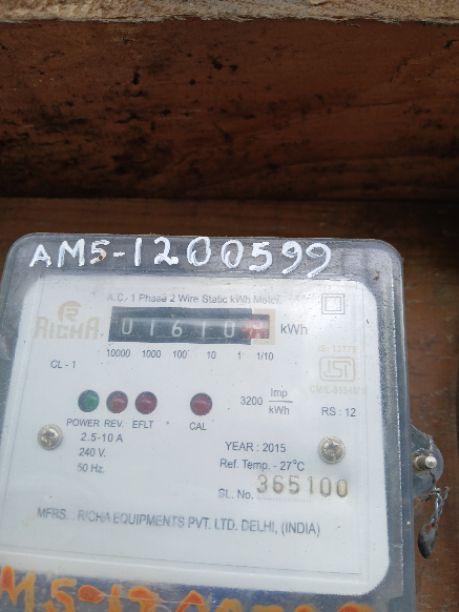 AM5-1200599
A.C. 1 Phase 2 Wire Static kWh Meter
RICHA
01610 kWh
10000 1000 100 10 1 1/10
CL - 1
3200 Imp/kWh
RS : 12
POWER REV. EFLT CAL
2.5-10 A
240 V.
50 Hz.
YEAR : 2015
Ref. Temp. - 27°C
SL. No. 365100
MFRS. RICHA EQUIPMENTS PVT. LTD. DELHI, (INDIA)